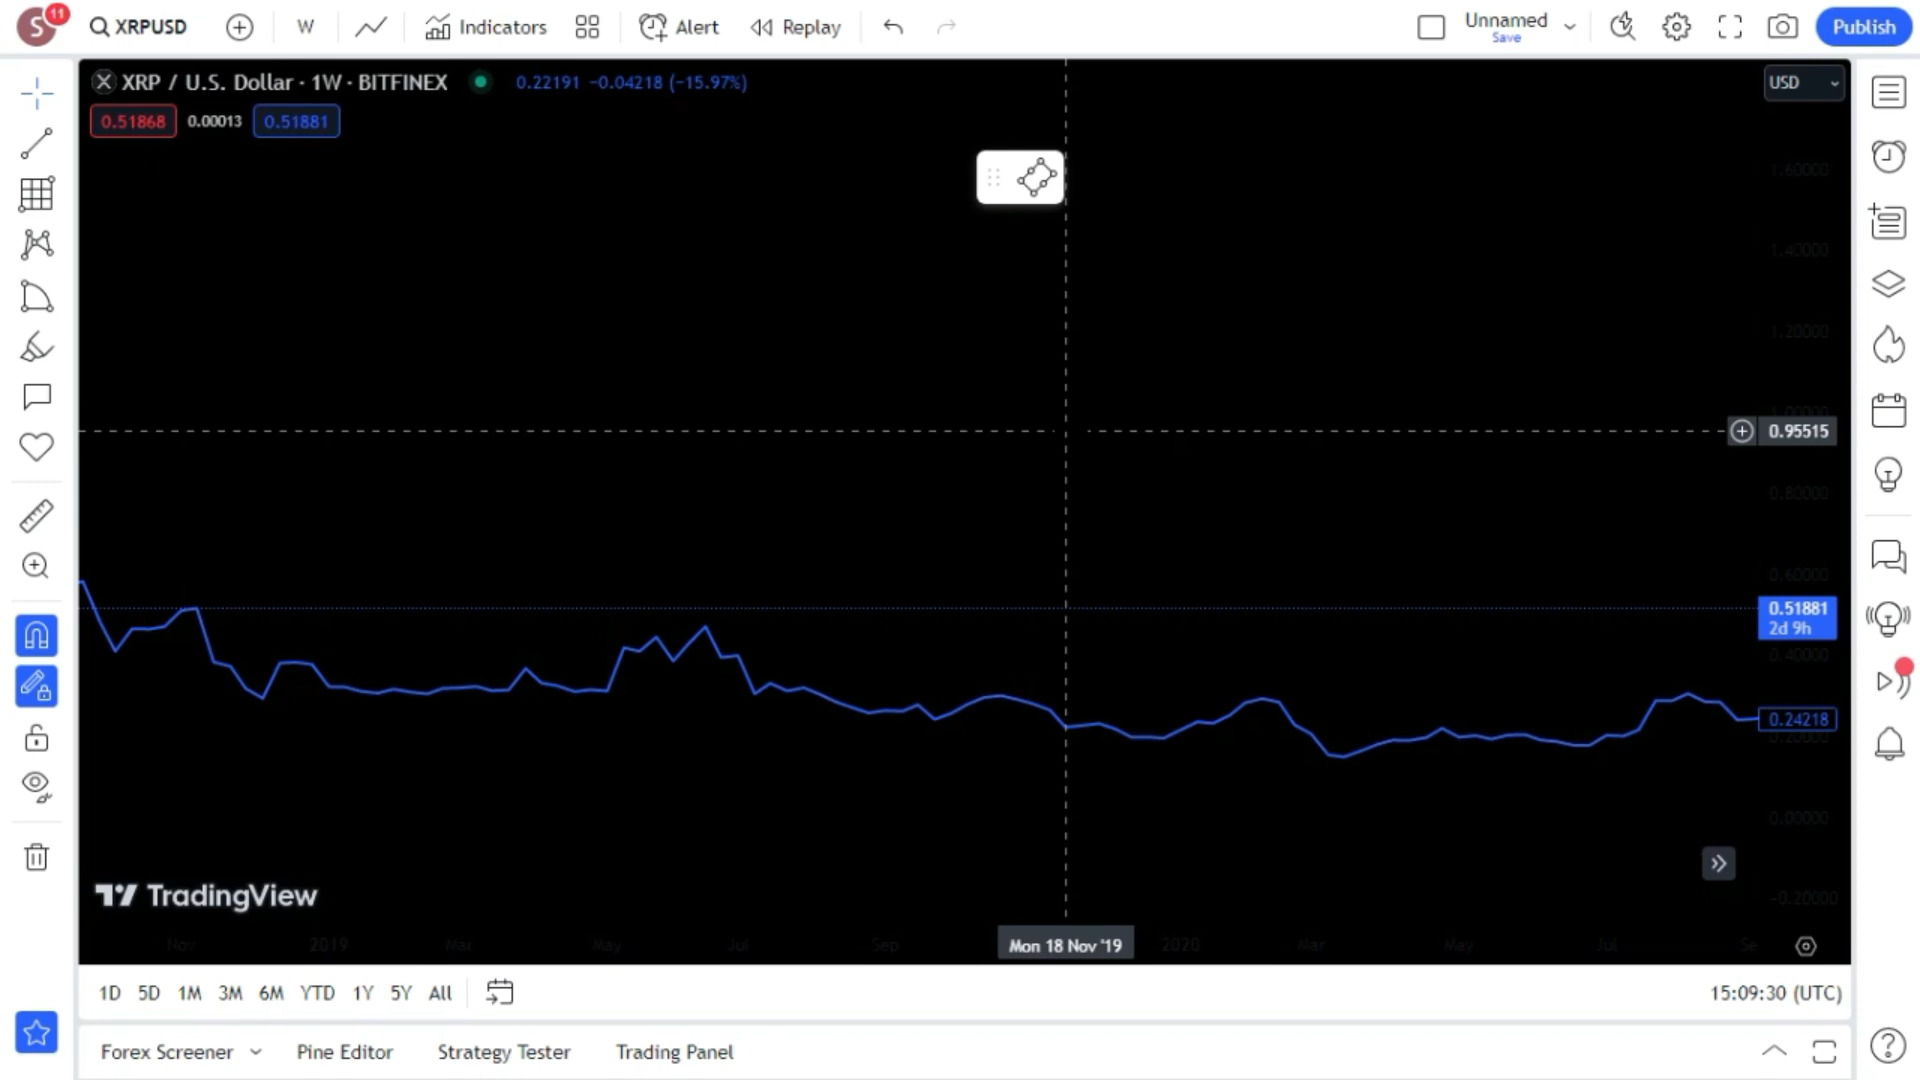 S 11 XRPUSD W Indicators Alert Replay Unnamed Save Publish
XRP / U.S. Dollar · 1W · BITFINEX 0.22191 −0.04218 (−15.97%) USD
0.51868 0.00013 0.51881
1.60000
1.40000
1.20000
1.00000
0.95515
0.80000
0.60000
0.51881
2d 9h
0.40000
0.24218
0.20000
0.00000
TradingView
-0.20000
Nov 2019 Mar May Jul Sep Mon 18 Nov '19 2020 Mar May Jul Se
1D 5D 1M 3M 6M YTD 1Y 5Y All 15:09:30 (UTC)
Forex Screener Pine Editor Strategy Tester Trading Panel